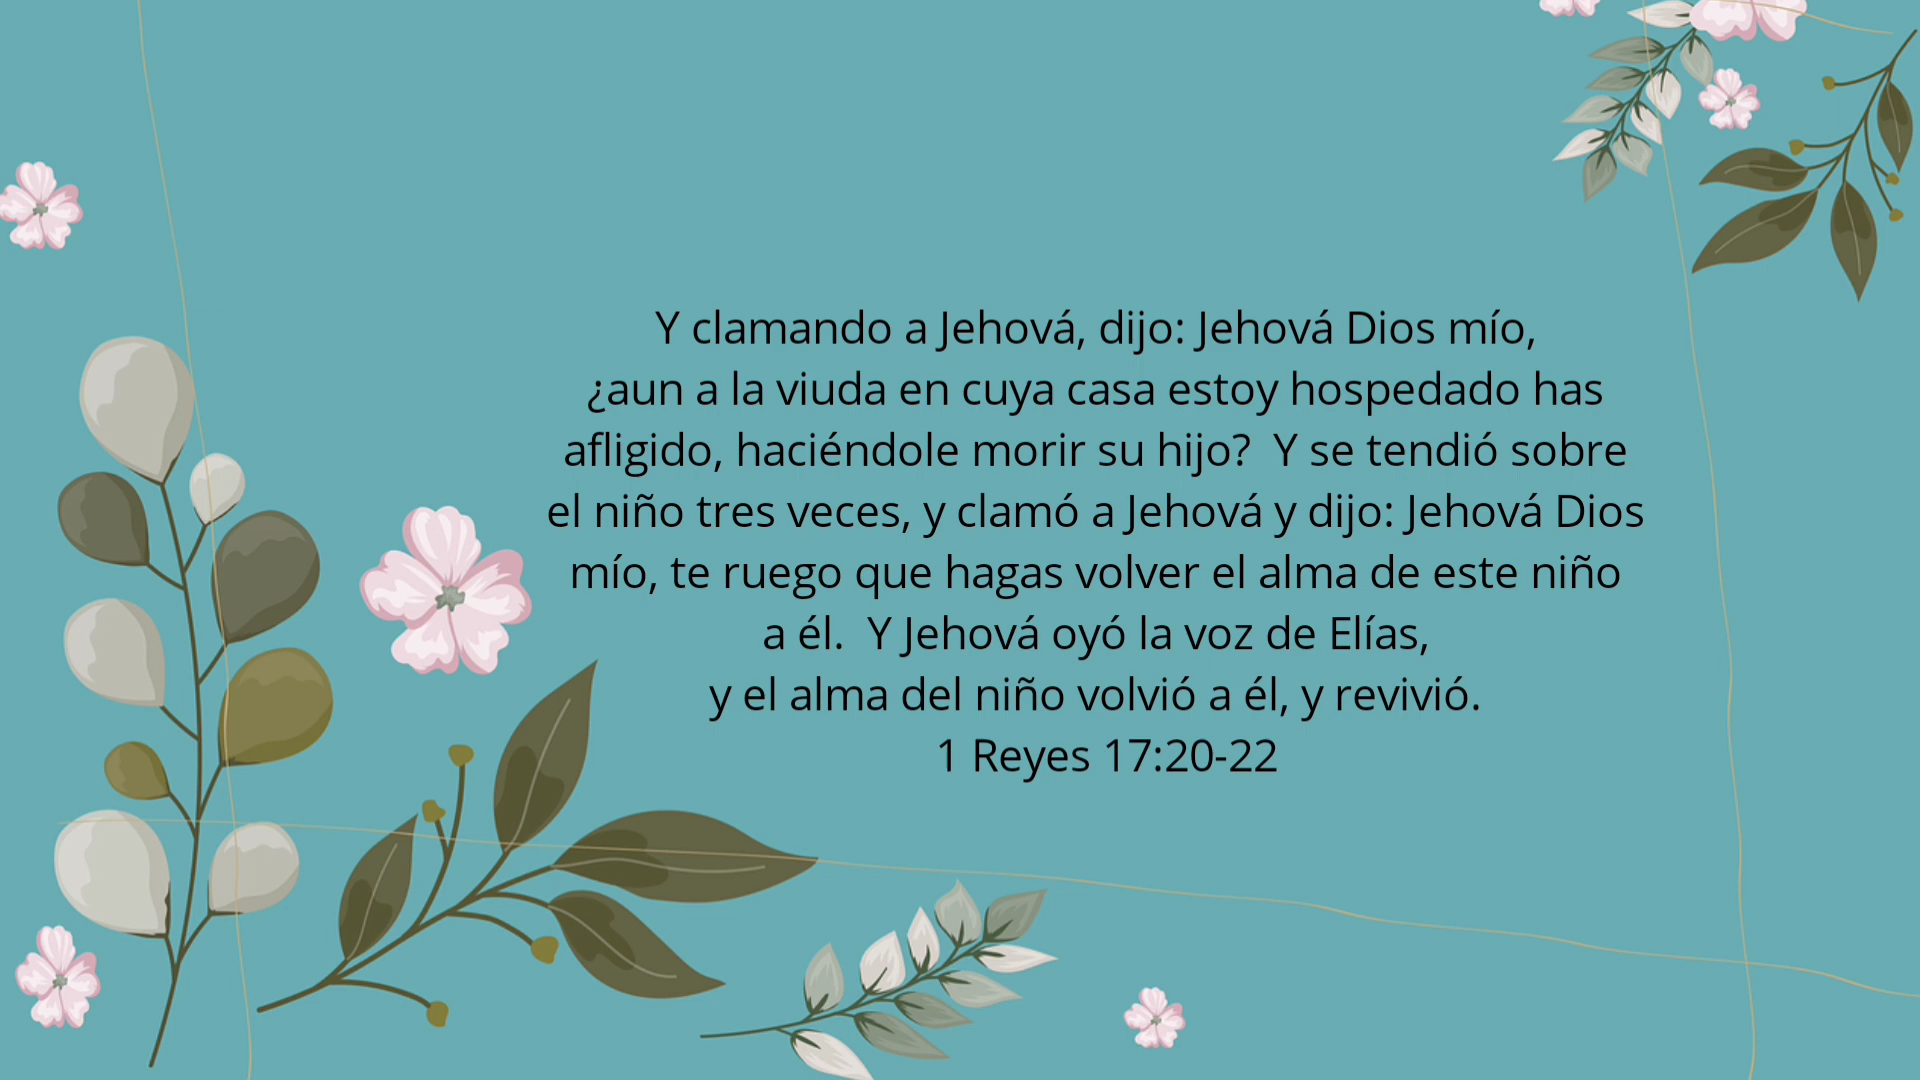 Y clamando a Jehová, dijo: Jehová Dios mío,
¿aun a la viuda en cuya casa estoy hospedado has
afligido, haciéndole morir su hijo?  Y se tendió sobre
el niño tres veces, y clamó a Jehová y dijo: Jehová Dios
mío, te ruego que hagas volver el alma de este niño
a él.  Y Jehová oyó la voz de Elías,
y el alma del niño volvió a él, y revivió.
1 Reyes 17:20-22